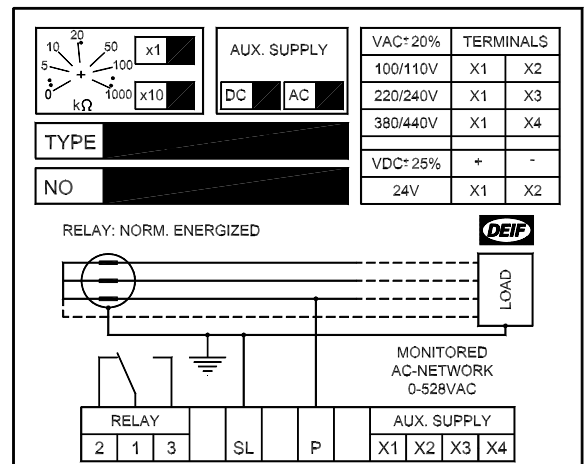 20
10 50
5 100
0 1000
kΩ
x1
x10
AUX. SUPPLY
DC AC
TYPE
NO
VAC±20% TERMINALS
100/110V X1 X2
220/240V X1 X3
380/440V X1 X4
VDC±25% + -
24V X1 X2
RELAY: NORM. ENERGIZED
DEIF
LOAD
MONITORED
AC-NETWORK
0-528VAC
RELAY AUX. SUPPLY
2 1 3 SL P X1 X2 X3 X4